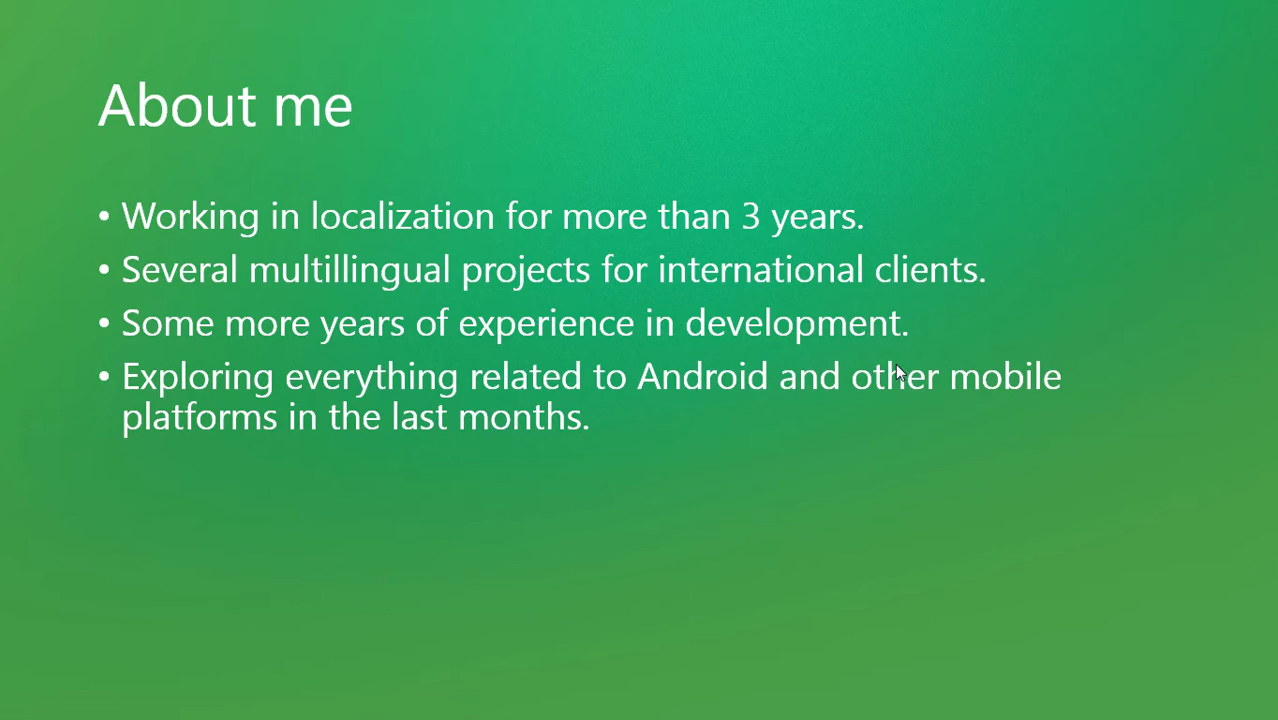 About me
• Working in localization for more than 3 years.
• Several multillingual projects for international clients.
• Some more years of experience in development.
• Exploring everything related to Android and other mobile
platforms in the last months.